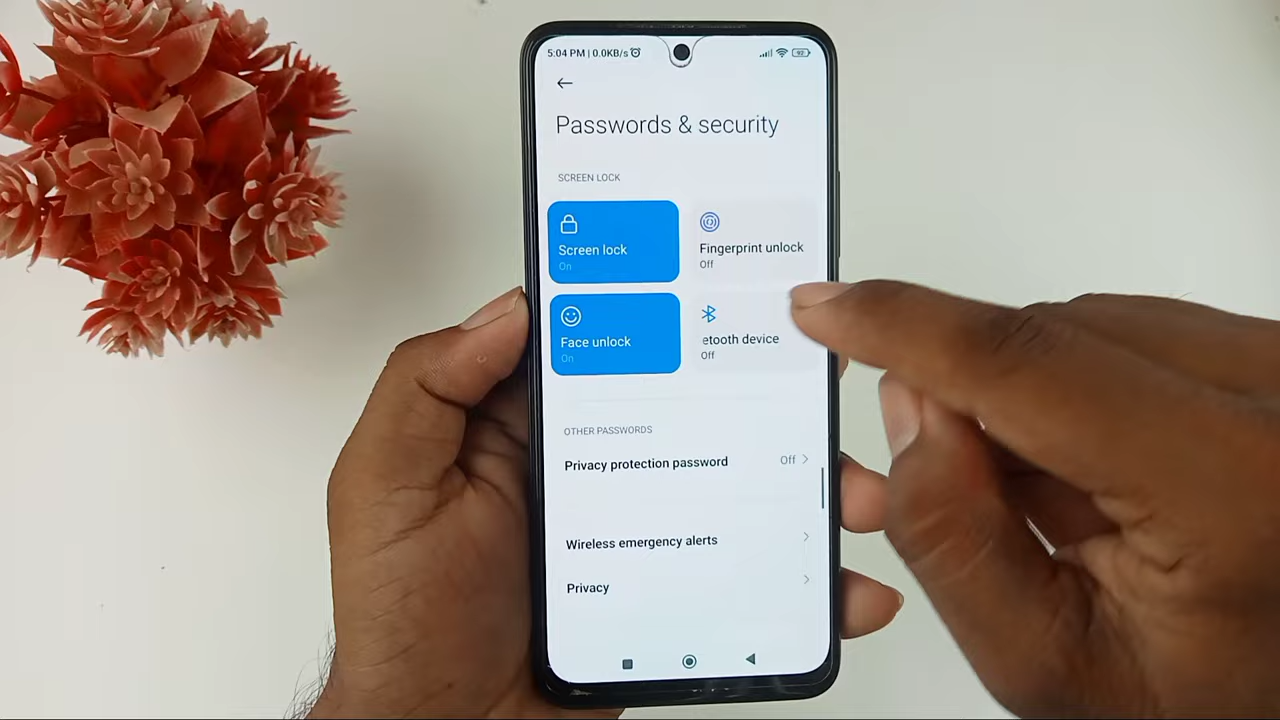 5:04 PM | 0.0KB/s
92
Passwords & security
SCREEN LOCK
Screen lock
On
Fingerprint unlock
Off
Face unlock
On
etooth device
Off
OTHER PASSWORDS
Privacy protection password
Off
Wireless emergency alerts
Privacy